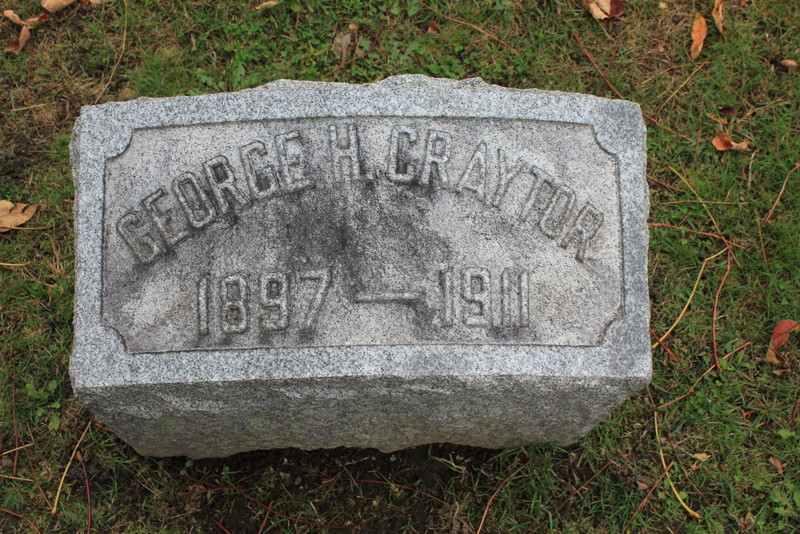 GEORGE H. CRAYTOR.
1897 — 1911